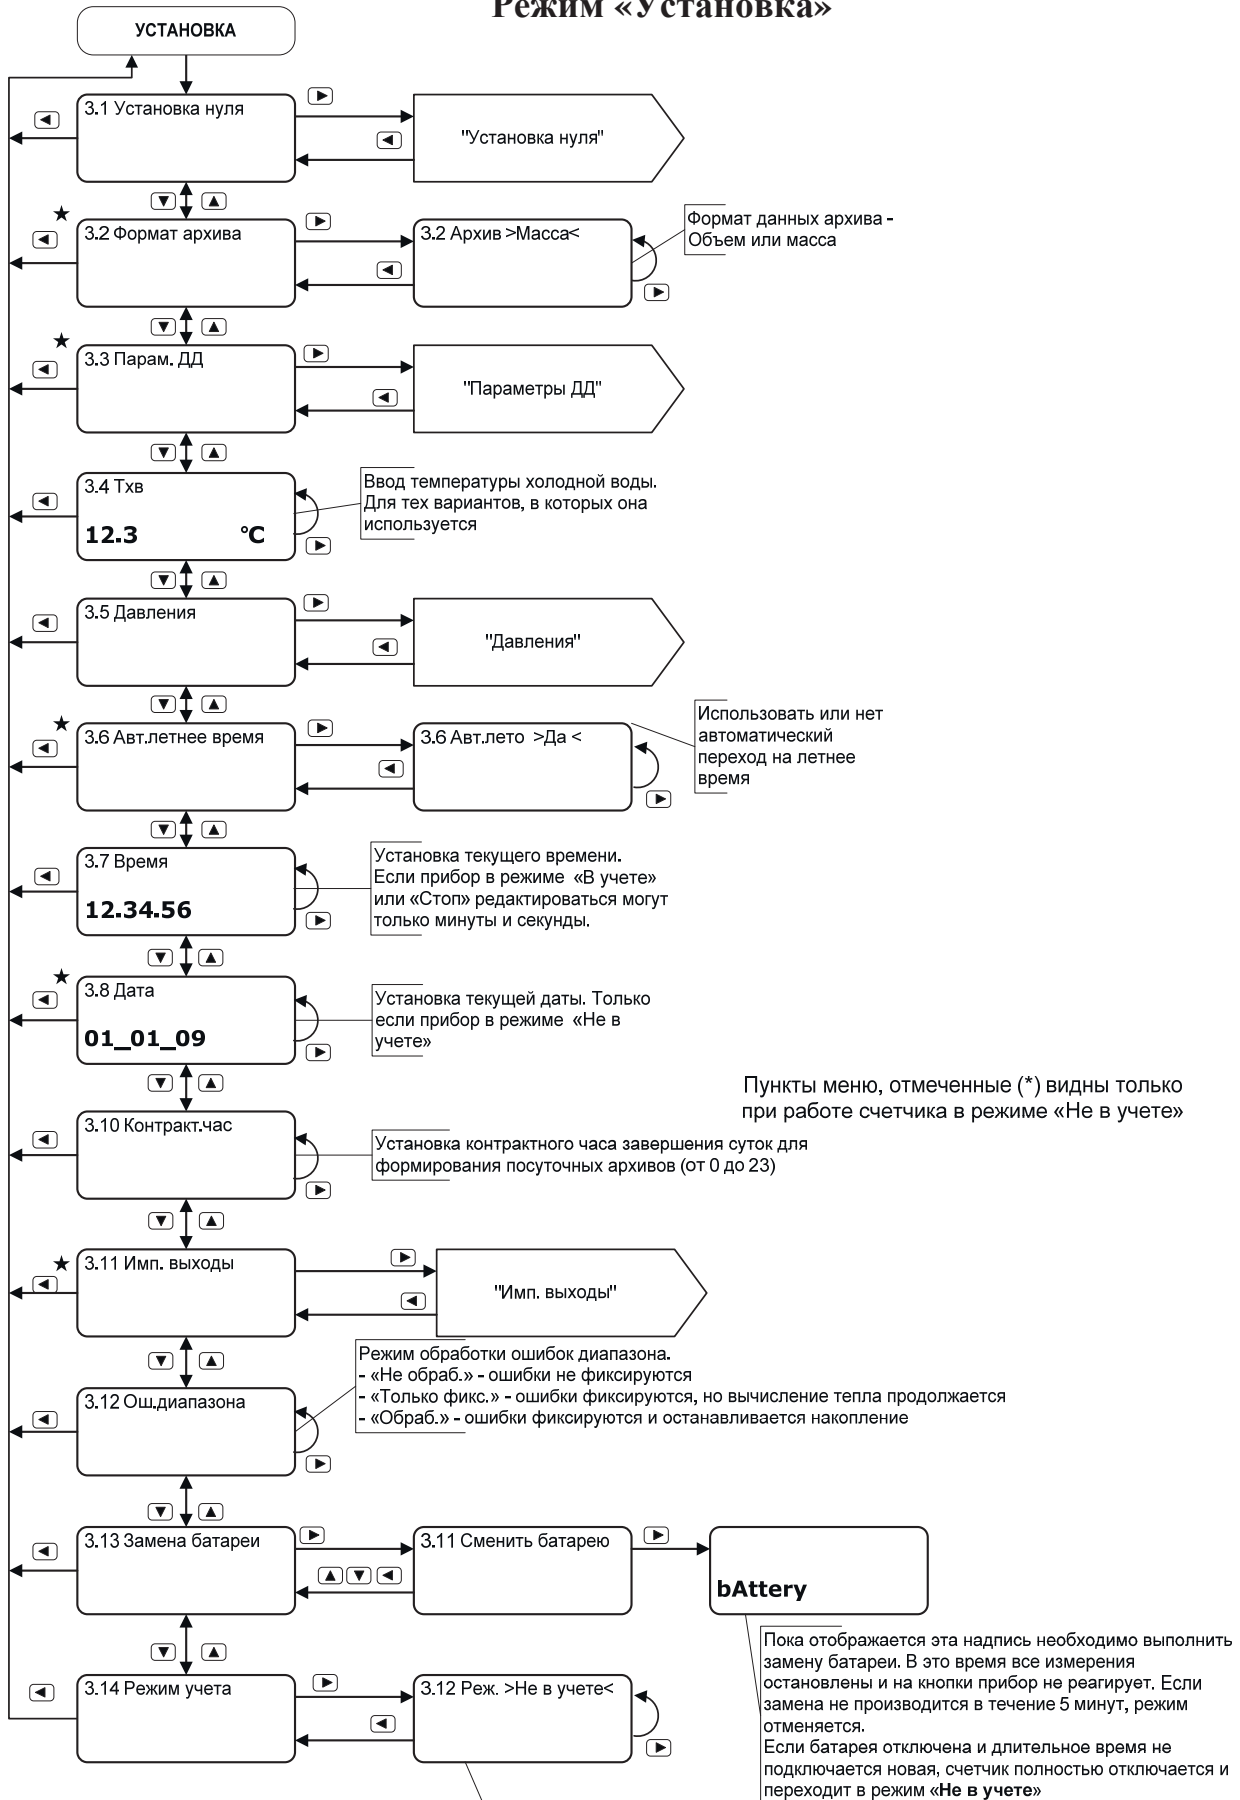 Режим «Установка»
УСТАНОВКА
3.1 Установка нуля
"Установка нуля"
3.2 Формат архива
3.2 Архив >Масса<
Формат данных архива -
Объем или масса
3.3 Парам. ДД
"Параметры ДД"
3.4 Тхв
12.3 °C
Ввод температуры холодной воды.
Для тех вариантов, в которых она
используется
3.5 Давления
"Давления"
3.6 Авт.летнее время
3.6 Авт.лето >Да <
Использовать или нет
автоматический
переход на летнее
время
3.7 Время
12.34.56
Установка текущего времени.
Если прибор в режиме «В учете»
или «Стоп» редактироваться могут
только минуты и секунды.
3.8 Дата
01_01_09
Установка текущей даты. Только
если прибор в режиме «Не в
учете»
Пункты меню, отмеченные (*) видны только
при работе счетчика в режиме «Не в учете»
3.10 Контракт.час
Установка контрактного часа завершения суток для
формирования посуточных архивов (от 0 до 23)
3.11 Имп. выходы
"Имп. выходы"
3.12 Ош.диапазона
Режим обработки ошибок диапазона.
- «Не обраб.» - ошибки не фиксируются
- «Только фикс.» - ошибки фиксируются, но вычисление тепла продолжается
- «Обраб.» - ошибки фиксируются и останавливается накопление
3.13 Замена батареи
3.11 Сменить батарею
bAttery
Пока отображается эта надпись необходимо выполнить
замену батареи. В это время все измерения
остановлены и на кнопки прибор не реагирует. Если
замена не производится в течение 5 минут, режим
отменяется.
Если батарея отключена и длительное время не
подключается новая, счетчик полностью отключается и
переходит в режим «Не в учете»
3.14 Режим учета
3.12 Реж. >Не в учете<